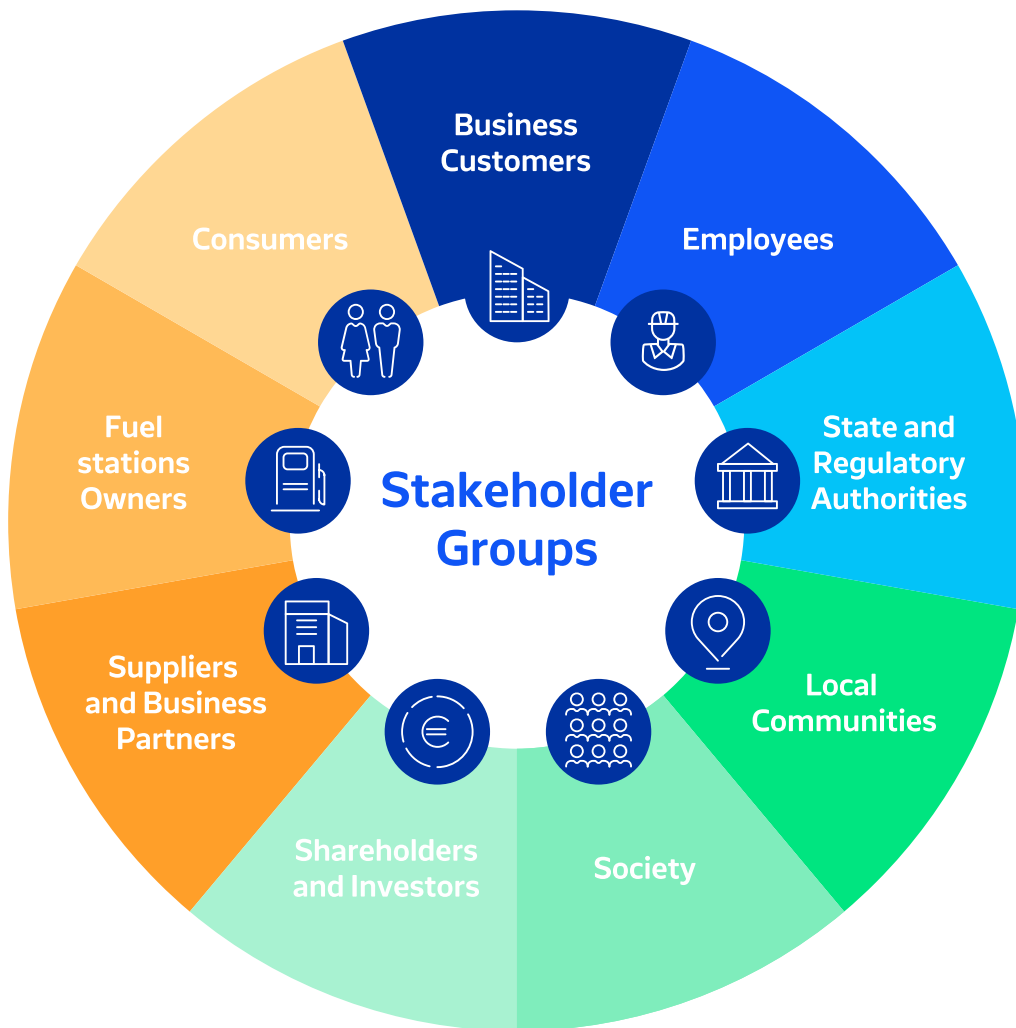 Business
Customers
Employees
State and
Regulatory
Authorities
Local
Communities
Society
Shareholders
and Investors
Suppliers
and Business
Partners
Fuel
stations
Owners
Consumers
Stakeholder
Groups
€